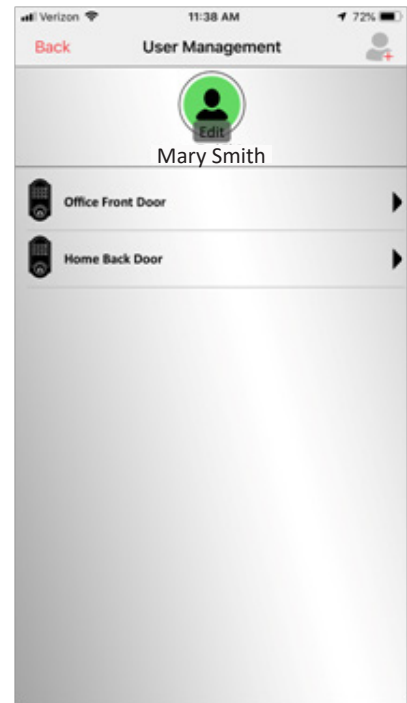 Verizon 11:38 AM 72%
Back User Management
Edit
Mary Smith
Office Front Door
Home Back Door